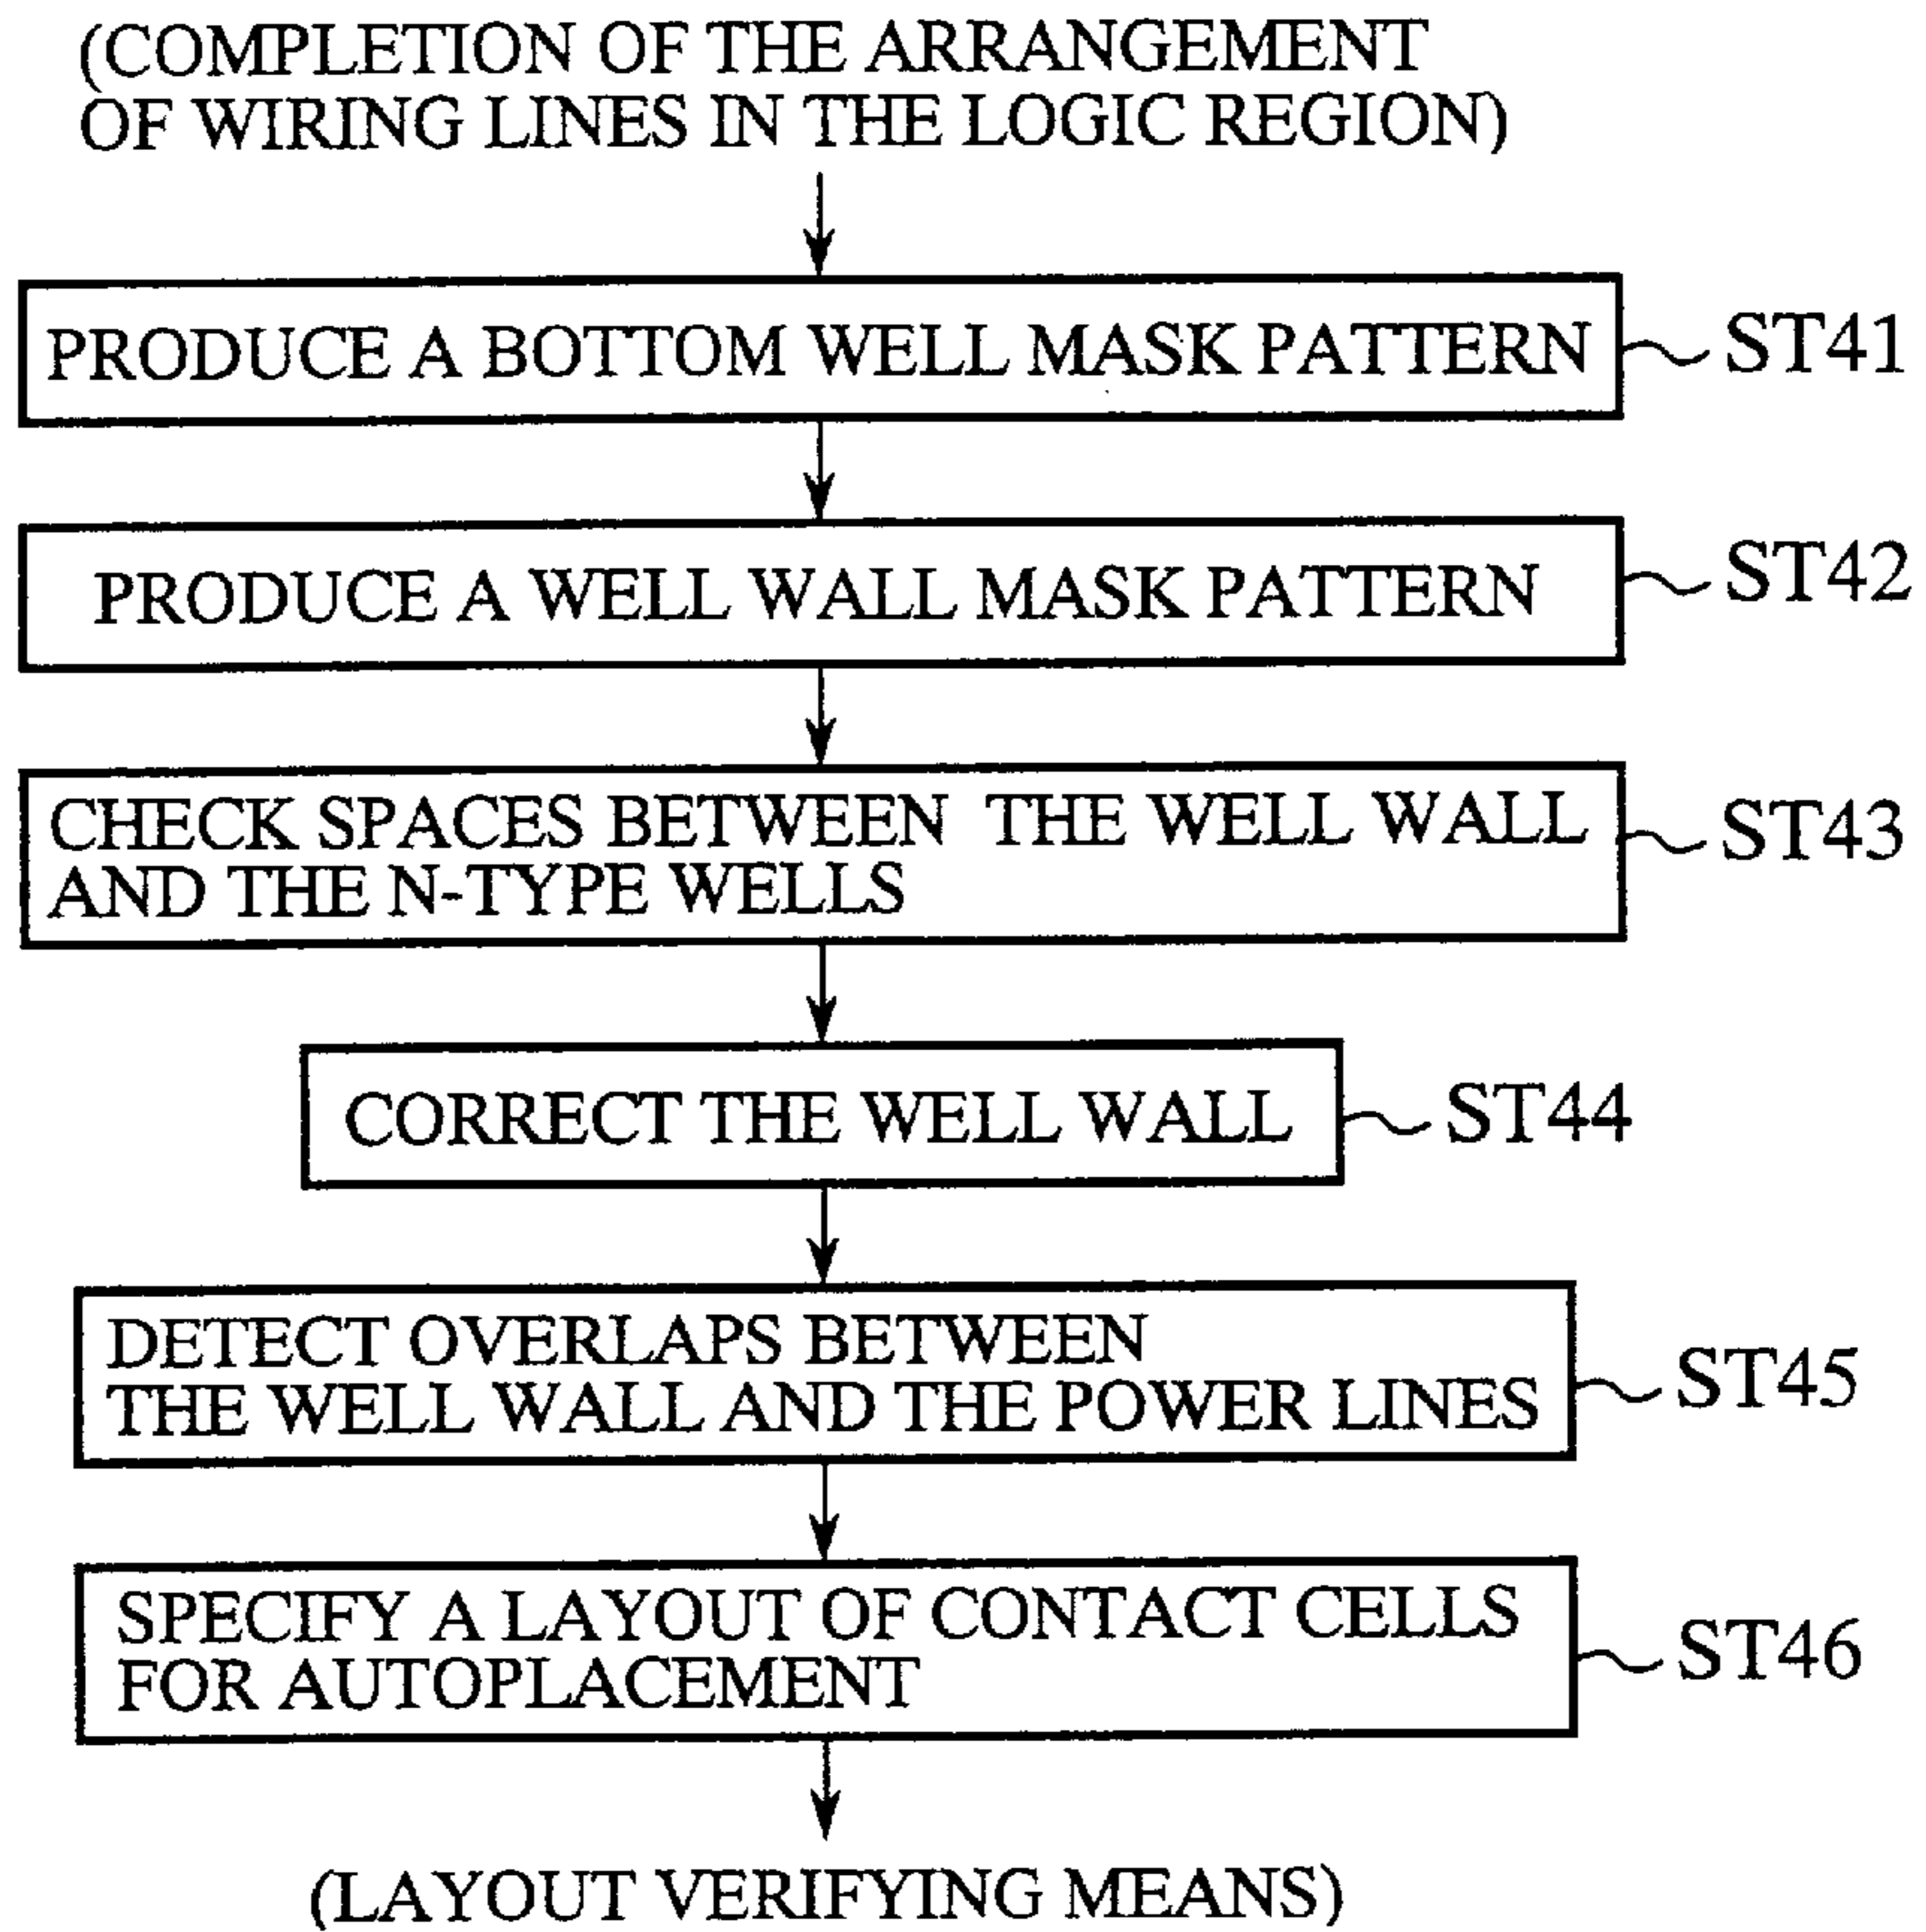 (COMPLETION OF THE ARRANGEMENT
OF WIRING LINES IN THE LOGIC REGION)
PRODUCE A BOTTOM WELL MASK PATTERN
ST41
PRODUCE A WELL WALL MASK PATTERN
ST42
CHECK SPACES BETWEEN THE WELL WALL
AND THE N-TYPE WELLS
ST43
CORRECT THE WELL WALL
ST44
DETECT OVERLAPS BETWEEN
THE WELL WALL AND THE POWER LINES
ST45
SPECIFY A LAYOUT OF CONTACT CELLS
FOR AUTOPLACEMENT
ST46
(LAYOUT VERIFYING MEANS)